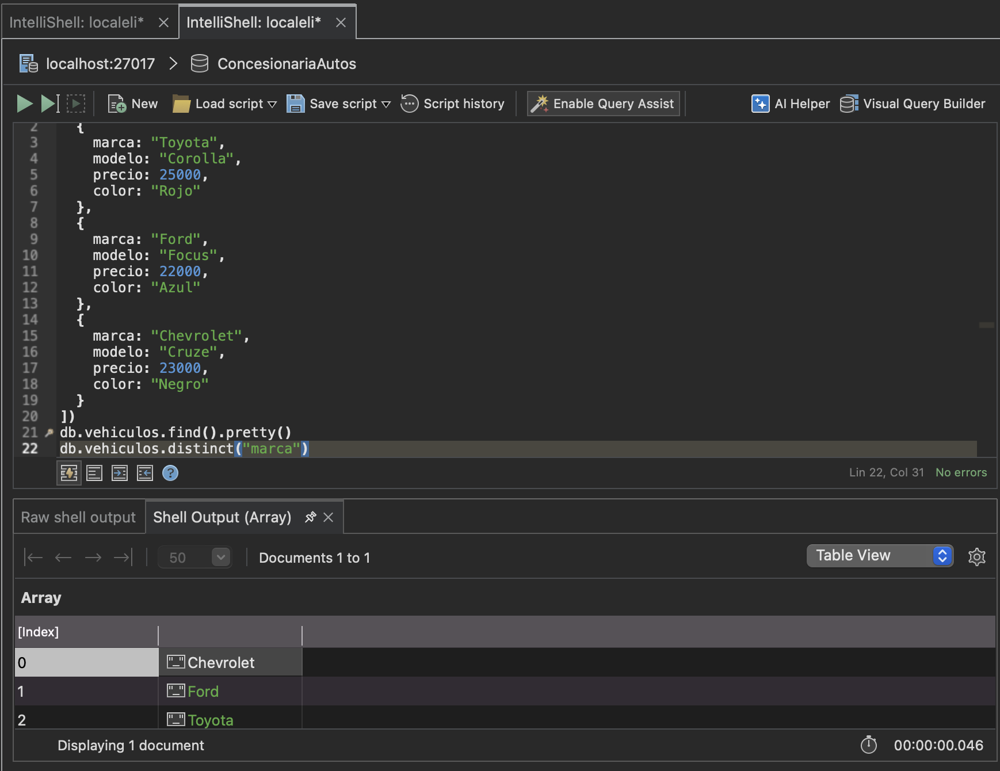 IntelliShell: localeli*
IntelliShell: localeli*
localhost:27017 > ConcesionariaAutos
New Load script Save script Script history Enable Query Assist AI Helper Visual Query Builder
2 {
3 marca: "Toyota",
4 modelo: "Corolla",
5 precio: 25000,
6 color: "Rojo"
7 },
8 {
9 marca: "Ford",
10 modelo: "Focus",
11 precio: 22000,
12 color: "Azul"
13 },
14 {
15 marca: "Chevrolet",
16 modelo: "Cruze",
17 precio: 23000,
18 color: "Negro"
19 }
20 ])
21 db.vehiculos.find().pretty()
22 db.vehiculos.distinct("marca")
Lin 22, Col 31 No errors
Raw shell output Shell Output (Array)
50 Documents 1 to 1 Table View
Array
[Index]
0 Chevrolet
1 Ford
2 Toyota
Displaying 1 document 00:00:00.046